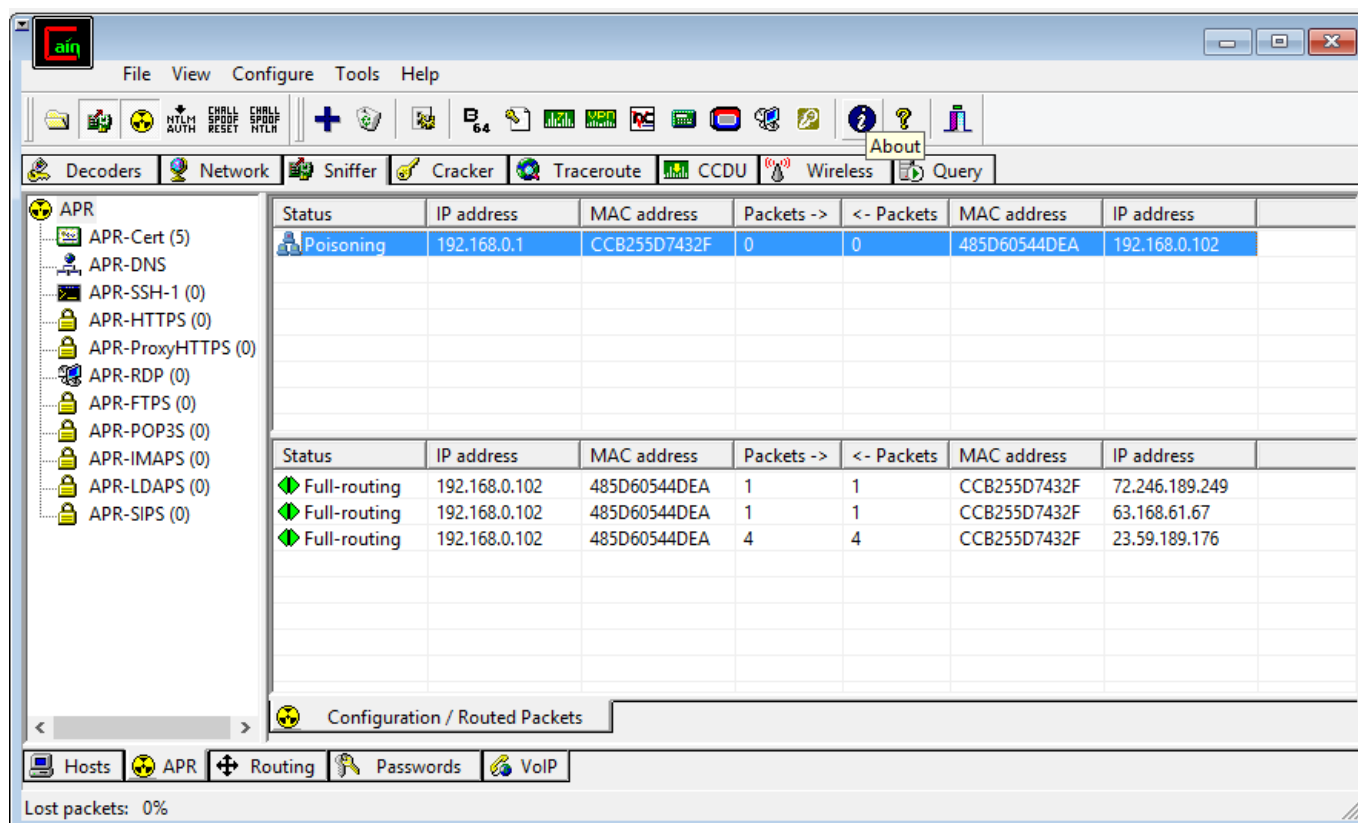 Cain
File View Configure Tools Help
NTLM AUTH CHALL SPOOF RESET CHALL SPOOF NTLM B64
About
Decoders Network Sniffer Cracker Traceroute CCDU Wireless Query
APR
APR-Cert (5)
APR-DNS
APR-SSH-1 (0)
APR-HTTPS (0)
APR-ProxyHTTPS (0)
APR-RDP (0)
APR-FTPS (0)
APR-POP3S (0)
APR-IMAPS (0)
APR-LDAPS (0)
APR-SIPS (0)
Status IP address MAC address Packets -> <- Packets MAC address IP address
Poisoning 192.168.0.1 CCB255D7432F 0 0 485D60544DEA 192.168.0.102
Status IP address MAC address Packets -> <- Packets MAC address IP address
Full-routing 192.168.0.102 485D60544DEA 1 1 CCB255D7432F 72.246.189.249
Full-routing 192.168.0.102 485D60544DEA 1 1 CCB255D7432F 63.168.61.67
Full-routing 192.168.0.102 485D60544DEA 4 4 CCB255D7432F 23.59.189.176
Configuration / Routed Packets
Hosts APR Routing Passwords VoIP
Lost packets: 0%